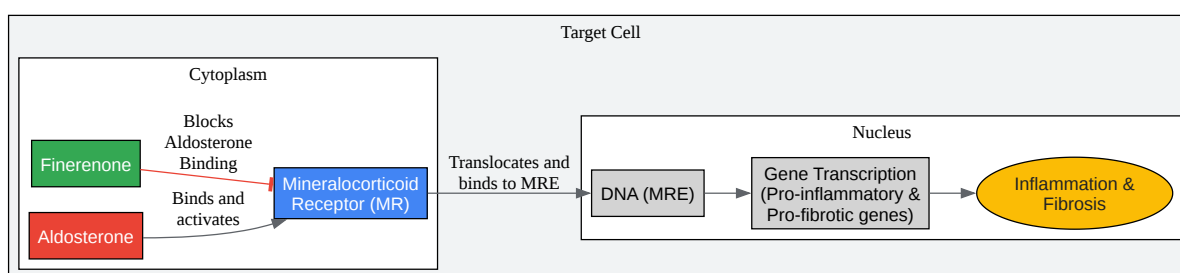 Target Cell
Cytoplasm
Blocks
Aldosterone
Binding
Finerenone
Binds and
activates
Aldosterone
Mineralocorticoid
Receptor (MR)
Translocates and
binds to MRE
Nucleus
DNA (MRE)
Gene Transcription
(Pro-inflammatory &
Pro-fibrotic genes)
Inflammation &
Fibrosis